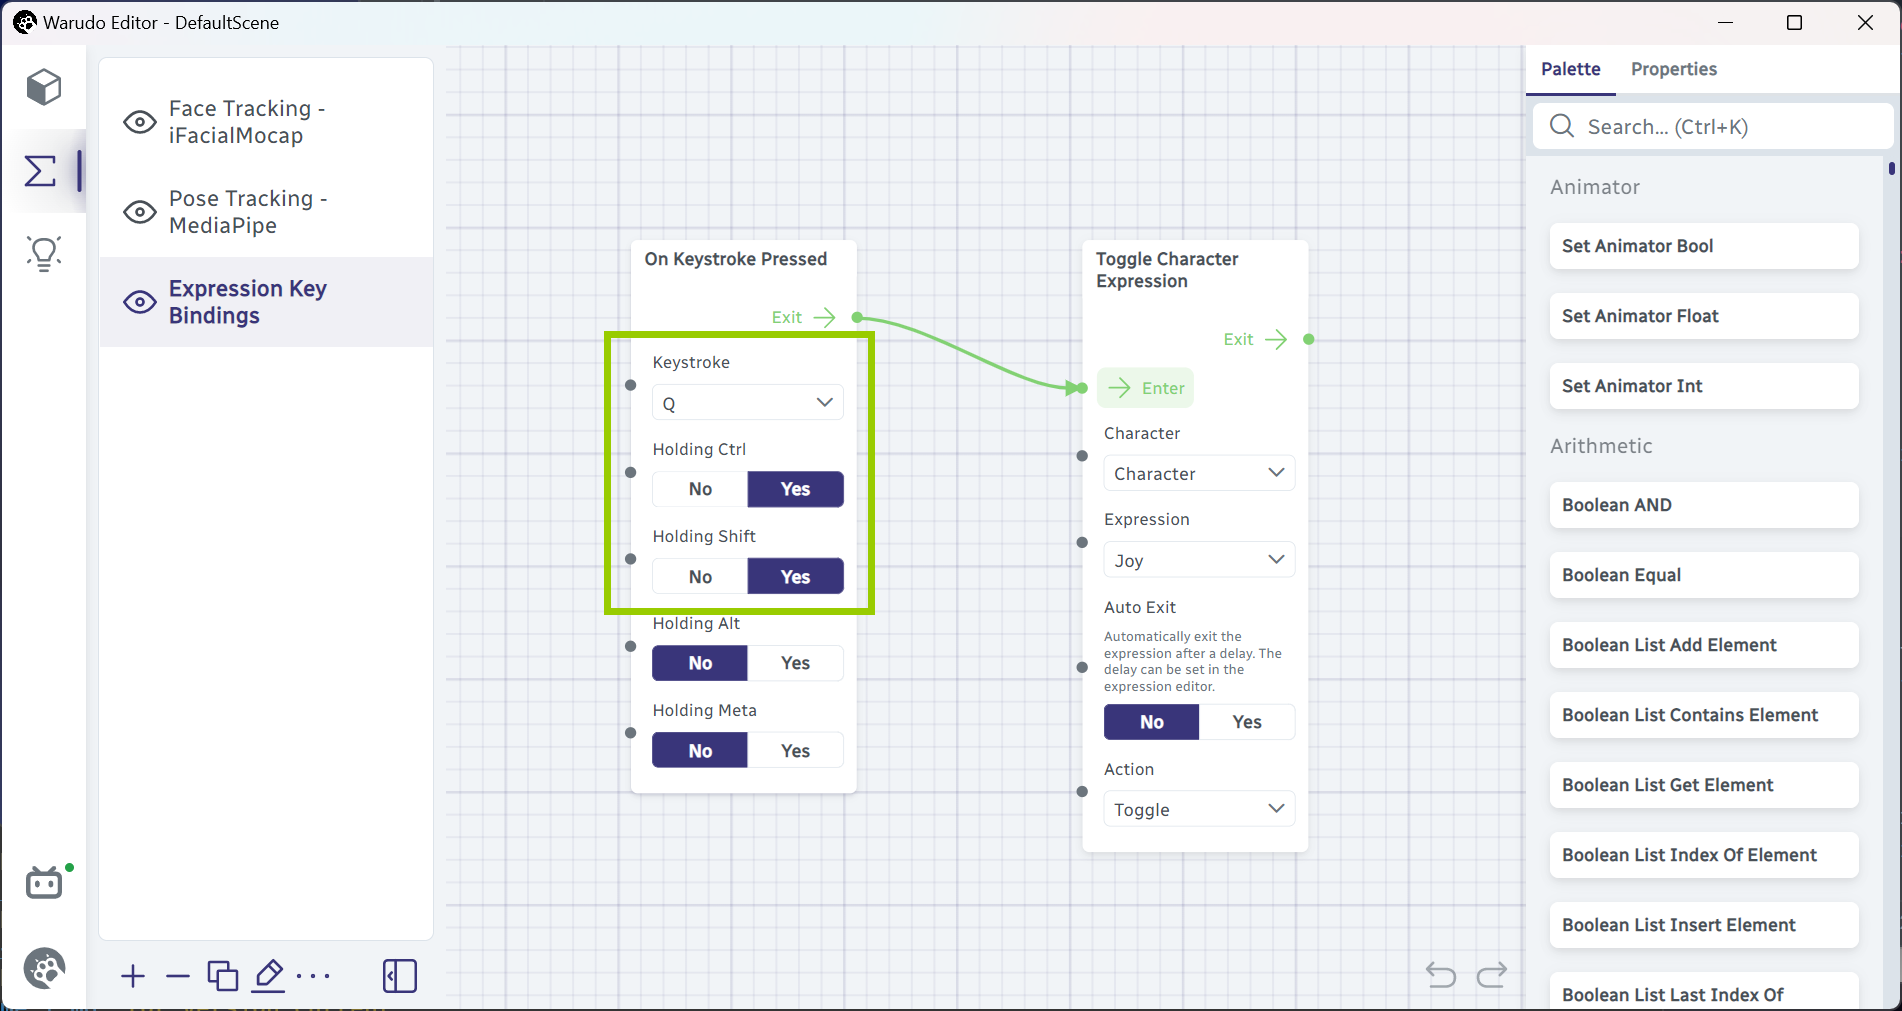 Warudo Editor - DefaultScene
Face Tracking -
iFacialMocap
Pose Tracking -
MediaPipe
Expression Key
Bindings
On Keystroke Pressed
Exit
Keystroke
Q
Holding Ctrl
No Yes
Holding Shift
No Yes
Holding Alt
No Yes
Holding Meta
No Yes
Toggle Character
Expression
Exit
Enter
Character
Character
Expression
Joy
Auto Exit
Automatically exit the
expression after a delay. The
delay can be set in the
expression editor.
No Yes
Action
Toggle
Palette Properties
Search... (Ctrl+K)
Animator
Set Animator Bool
Set Animator Float
Set Animator Int
Arithmetic
Boolean AND
Boolean Equal
Boolean List Add Element
Boolean List Contains Element
Boolean List Get Element
Boolean List Index Of Element
Boolean List Insert Element
Boolean List Last Index Of